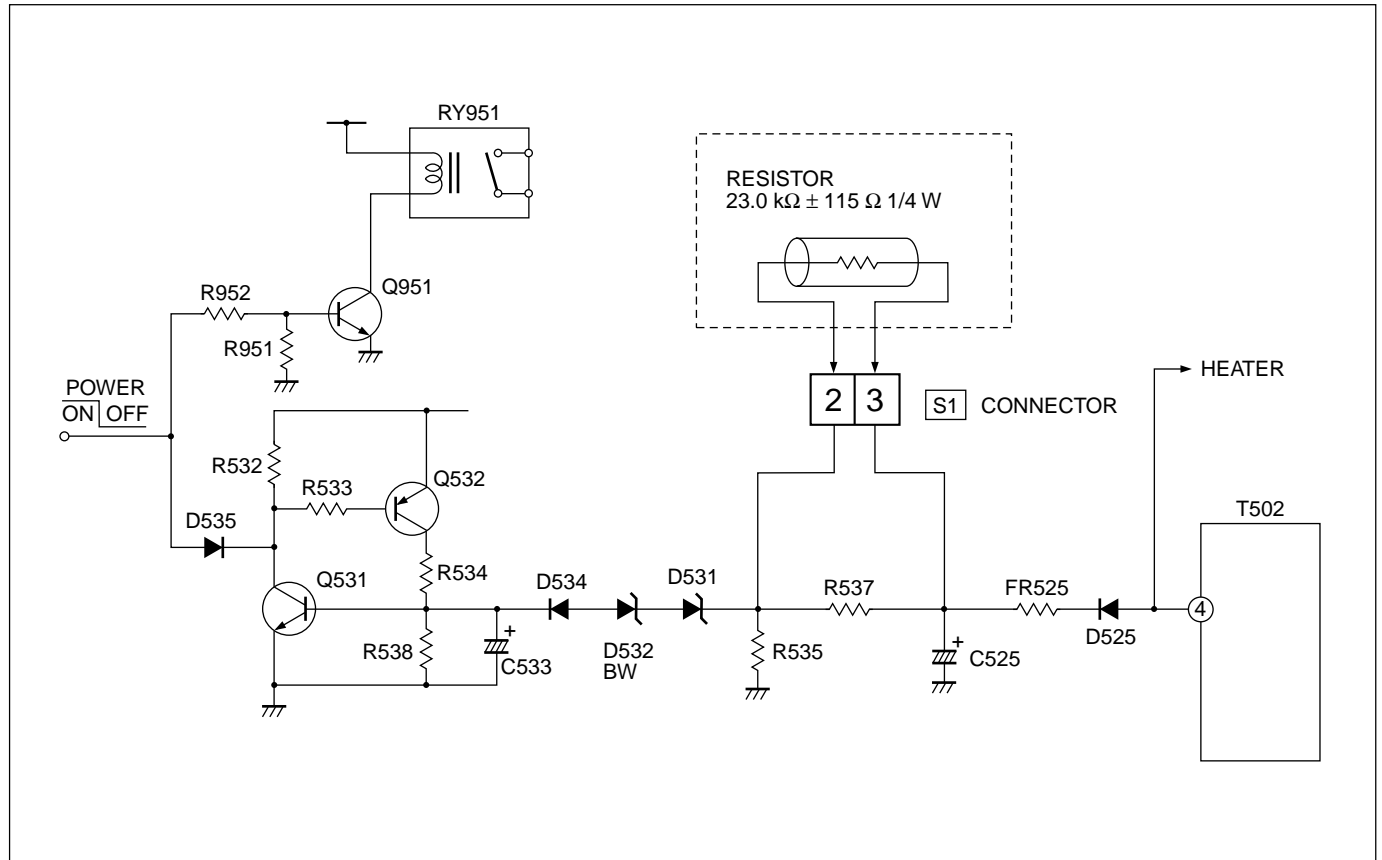 RY951
RESISTOR
23.0 kΩ ± 115 Ω 1/4 W
R952
Q951
R951
POWER
ON OFF
HEATER
2 3
S1 CONNECTOR
R532
R533
Q532
T502
D535
4
Q531
R534
D534
D531
R537
FR525
D525
R538
C533
+
D532
BW
R535
C525
+